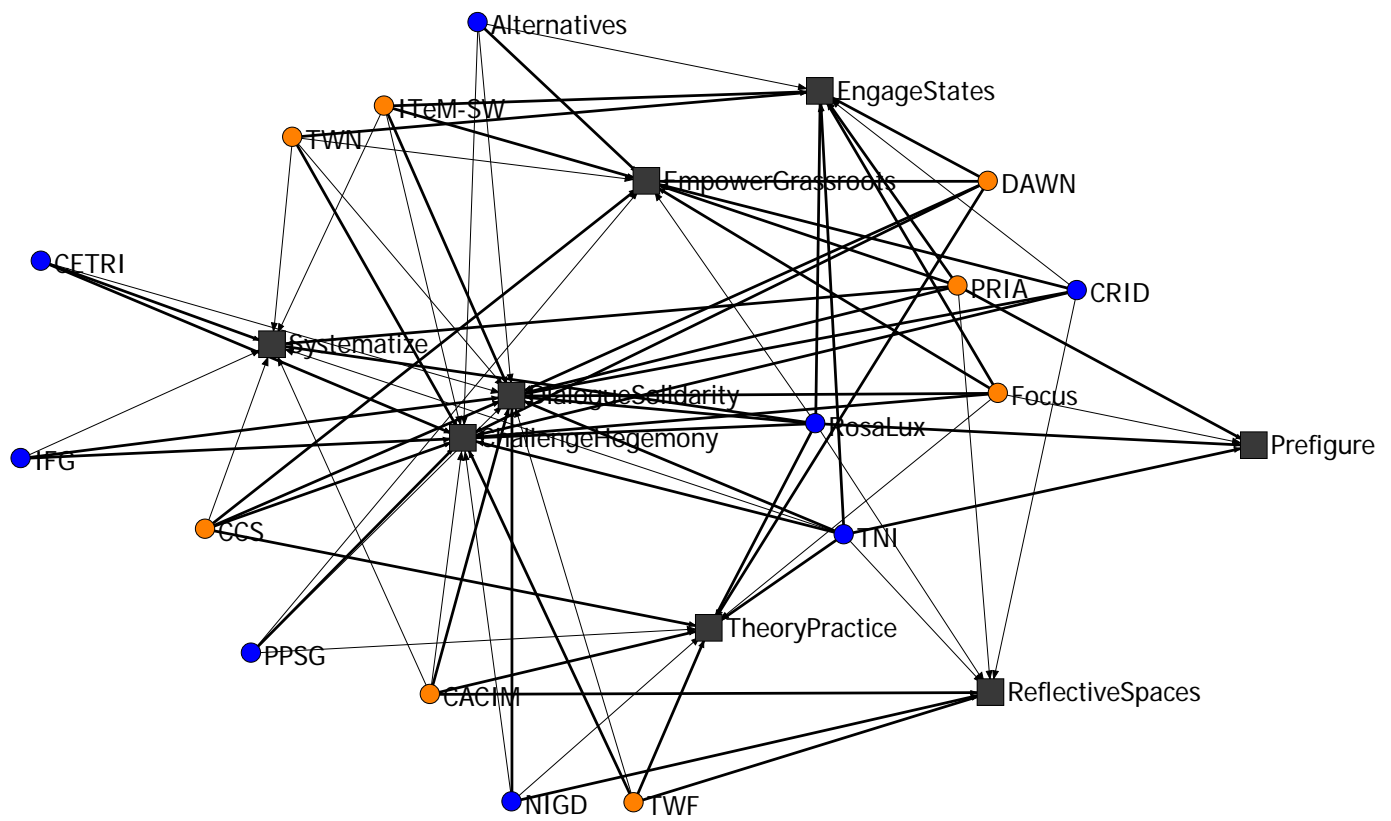 Alternatives
EngageStates
ITeM-SW
TWN
EmpowerGrassroots
DAWN
CETRI
PRIA
CRID
Systematize
DialogueSolidarity
Focus
RosaLux
ChallengeHegemony
Prefigure
IFG
CCS
TNI
TheoryPractice
PPSG
ReflectiveSpaces
CACIM
NIGD
TWF